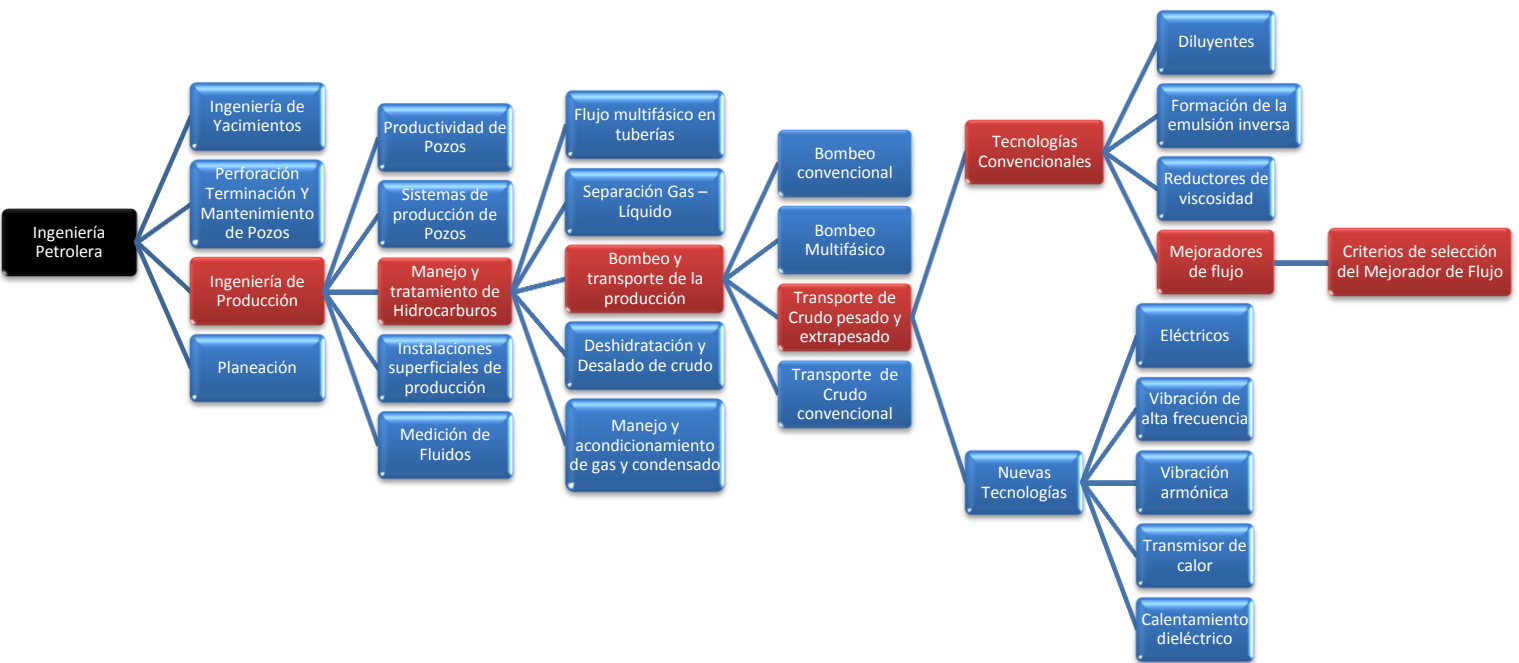 Ingeniería
Petrolera
Ingeniería de
Yacimientos
Perforación
Terminación Y
Mantenimiento
de Pozos
Ingeniería de
Producción
Planeación
Productividad de
Pozos
Sistemas de
producción de
Pozos
Manejo y
tratamiento de
Hidrocarburos
Instalaciones
superficiales de
producción
Medición de
Fluidos
Flujo multifásico en
tuberías
Separación Gas –
Líquido
Bombeo y
transporte de la
producción
Deshidratación y
Desalado de crudo
Manejo y
acondicionamiento
de gas y condensado
Bombeo
convencional
Bombeo
Multifásico
Transporte de
Crudo pesado y
extrapesado
Transporte de
Crudo
convencional
Tecnologías
Convencionales
Diluyentes
Formación de la
emulsión inversa
Reductores de
viscosidad
Mejoradores
de flujo
Criterios de selección
del Mejorador de Flujo
Nuevas
Tecnologías
Eléctricos
Vibración de
alta frecuencia
Vibración
armónica
Transmisor de
calor
Calentamiento
dieléctrico